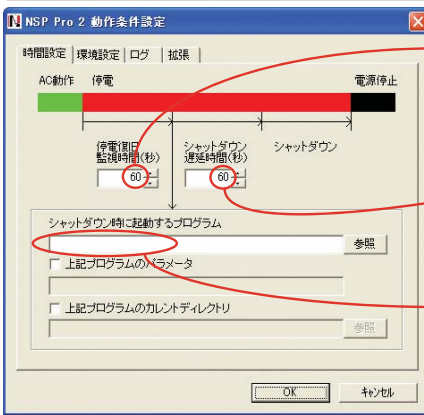 NSP Pro 2 動作条件設定
時間設定 環境設定 ログ 拡張
AC動作 停電 電源停止
停電復旧 シャットダウン シャットダウン
監視時間(秒) 遅延時間(秒)
60 60
シャットダウン時に起動するプログラム
参照
上記プログラムのパラメータ
上記プログラムのカレントディレクトリ
参照
OK キャンセル